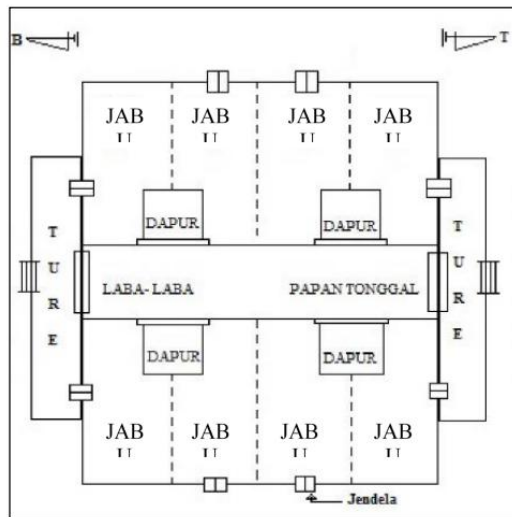 B T
JAB JAB JAB JAB
U U U U
DAPUR DAPUR
T U R E
LABA- LABA PAPAN TONGGAL
T U R E
DAPUR DAPUR
JAB JAB JAB JAB
U U U U
Jendela